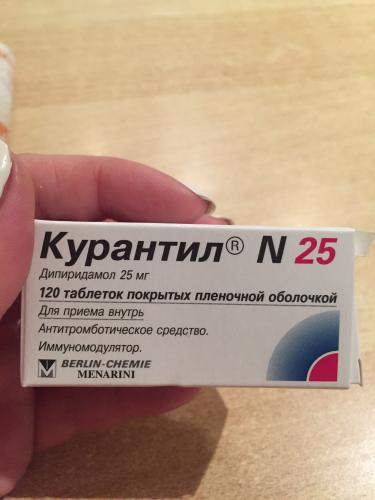 Курантил® N 25
Дипиридамол 25 мг
120 таблеток покрытых пленочной оболочкой
Для приема внутрь
Антитромботическое средство.
Иммуномодулятор.
BERLIN-CHEMIE
MENARINI